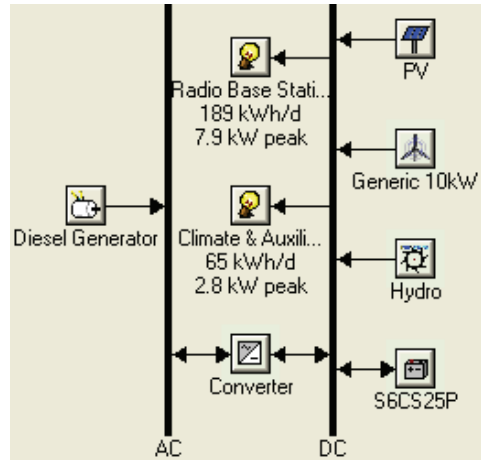 Radio Base Stati...
189 kWh/d
7.9 kW peak
PV
Generic 10kW
Diesel Generator
Climate & Auxili...
65 kWh/d
2.8 kW peak
Hydro
Converter
S6CS25P
AC
DC